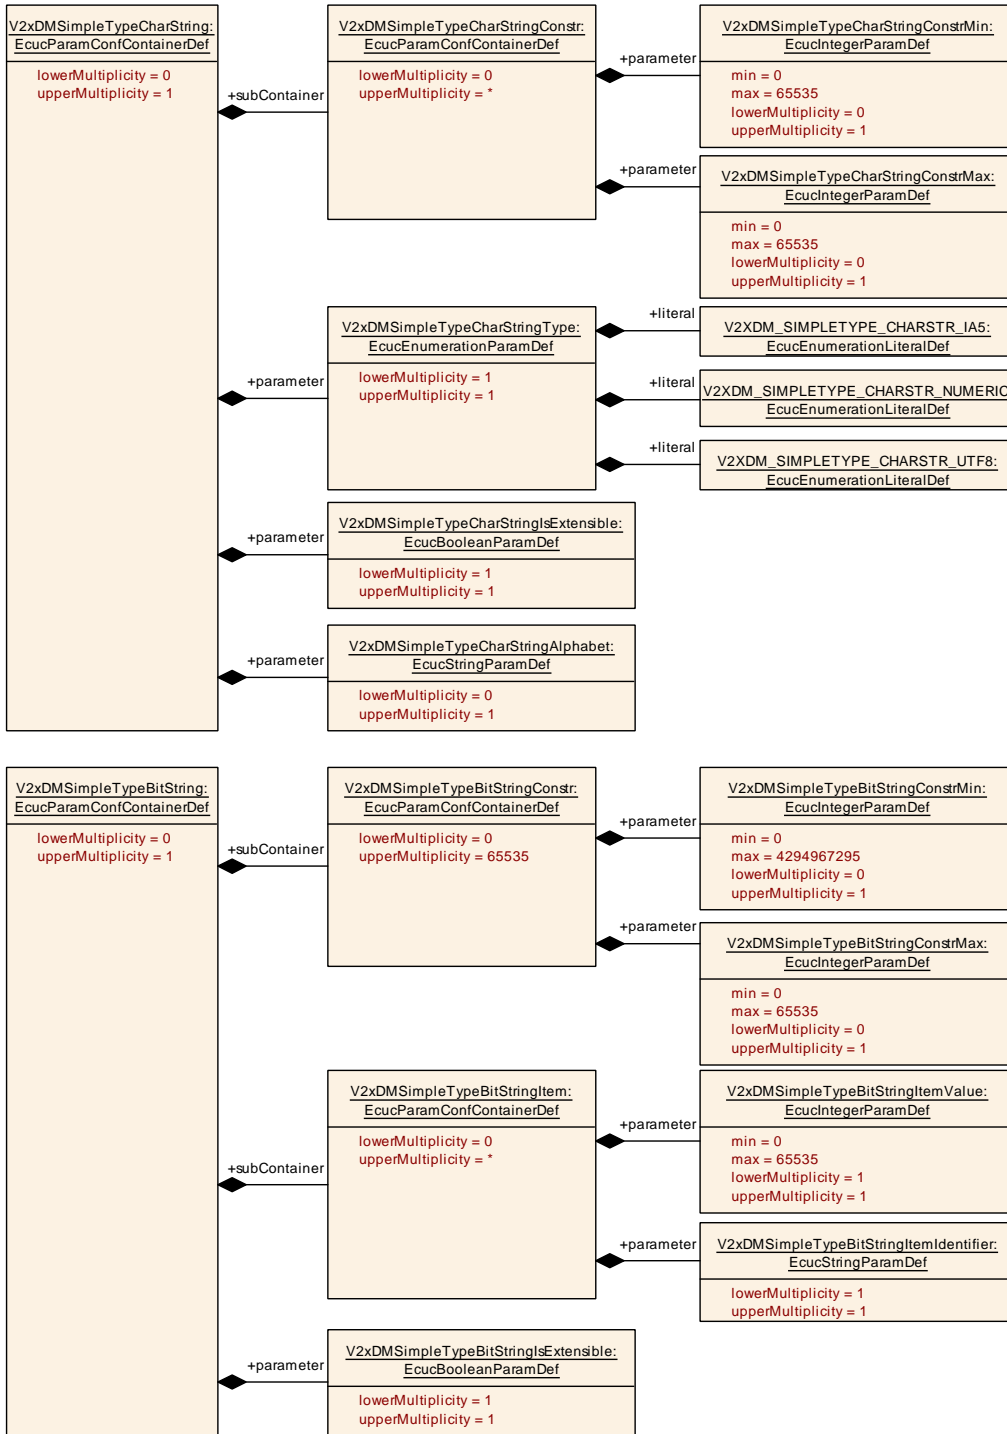 V2xDMSimpleTypeCharString:
EcucParamConfContainerDef
lowerMultiplicity = 0
upperMultiplicity = 1
+subContainer
V2xDMSimpleTypeCharStringConstr:
EcucParamConfContainerDef
lowerMultiplicity = 0
upperMultiplicity = *
+parameter
V2xDMSimpleTypeCharStringConstrMin:
EcucIntegerParamDef
min = 0
max = 65535
lowerMultiplicity = 0
upperMultiplicity = 1
+parameter
V2xDMSimpleTypeCharStringConstrMax:
EcucIntegerParamDef
min = 0
max = 65535
lowerMultiplicity = 0
upperMultiplicity = 1
+parameter
V2xDMSimpleTypeCharStringType:
EcucEnumerationParamDef
lowerMultiplicity = 1
upperMultiplicity = 1
+literal
V2XDM_SIMPLETYPE_CHARSTR_IA5:
EcucEnumerationLiteralDef
+literal
V2XDM_SIMPLETYPE_CHARSTR_NUMERIC
EcucEnumerationLiteralDef
+literal
V2XDM_SIMPLETYPE_CHARSTR_UTF8:
EcucEnumerationLiteralDef
+parameter
V2xDMSimpleTypeCharStringIsExtensible:
EcucBooleanParamDef
lowerMultiplicity = 1
upperMultiplicity = 1
+parameter
V2xDMSimpleTypeCharStringAlphabet:
EcucStringParamDef
lowerMultiplicity = 0
upperMultiplicity = 1
V2xDMSimpleTypeBitString:
EcucParamConfContainerDef
lowerMultiplicity = 0
upperMultiplicity = 1
+subContainer
V2xDMSimpleTypeBitStringConstr:
EcucParamConfContainerDef
lowerMultiplicity = 0
upperMultiplicity = 65535
+parameter
V2xDMSimpleTypeBitStringConstrMin:
EcucIntegerParamDef
min = 0
max = 4294967295
lowerMultiplicity = 0
upperMultiplicity = 1
+parameter
V2xDMSimpleTypeBitStringConstrMax:
EcucIntegerParamDef
min = 0
max = 65535
lowerMultiplicity = 0
upperMultiplicity = 1
+subContainer
V2xDMSimpleTypeBitStringItem:
EcucParamConfContainerDef
lowerMultiplicity = 0
upperMultiplicity = *
+parameter
V2xDMSimpleTypeBitStringItemValue:
EcucIntegerParamDef
min = 0
max = 65535
lowerMultiplicity = 1
upperMultiplicity = 1
+parameter
V2xDMSimpleTypeBitStringItemIdentifier:
EcucStringParamDef
lowerMultiplicity = 1
upperMultiplicity = 1
+parameter
V2xDMSimpleTypeBitStringIsExtensible:
EcucBooleanParamDef
lowerMultiplicity = 1
upperMultiplicity = 1